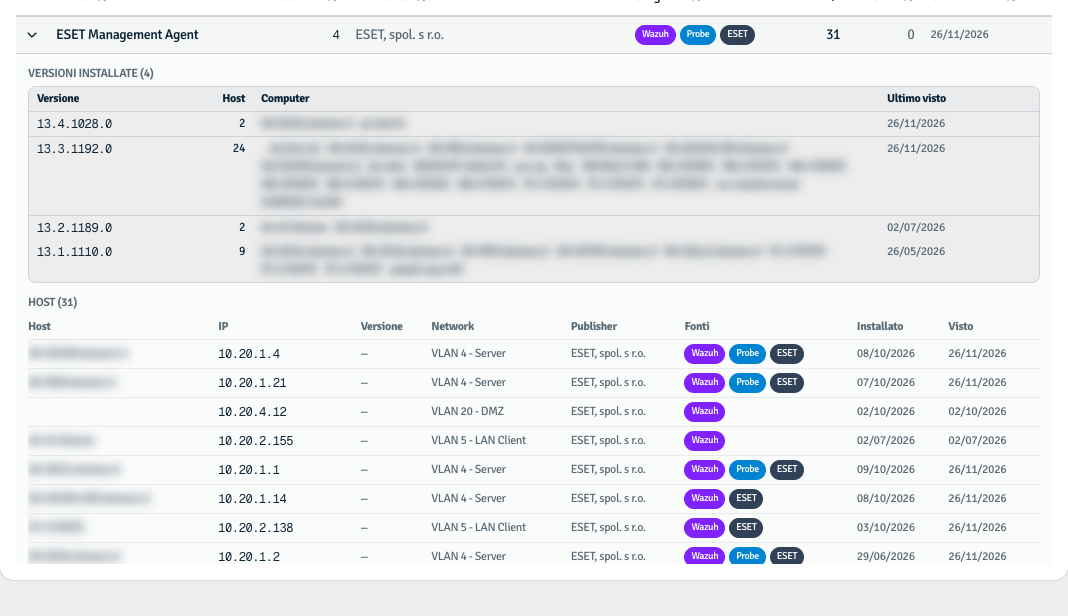 ESET Management Agent 4 ESET, spol. s r.o. Wazuh Probe ESET 31 0 26/11/2026
VERSIONI INSTALLATE (4)
Versione Host Computer Ultimo visto
13.4.1028.0 2 26/11/2026
13.3.1192.0 24 26/11/2026
13.2.1189.0 2 02/07/2026
13.1.1110.0 9 26/05/2026
HOST (31)
Host IP Versione Network Publisher Fonti Installato Visto
10.20.1.4 – VLAN 4 - Server ESET, spol. s r.o. Wazuh Probe ESET 08/10/2026 26/11/2026
10.20.1.21 – VLAN 4 - Server ESET, spol. s r.o. Wazuh Probe ESET 07/10/2026 26/11/2026
10.20.4.12 – VLAN 20 - DMZ ESET, spol. s r.o. Wazuh 02/10/2026 02/10/2026
10.20.2.155 – VLAN 5 - LAN Client ESET, spol. s r.o. Wazuh 02/07/2026 02/07/2026
10.20.1.1 – VLAN 4 - Server ESET, spol. s r.o. Wazuh Probe ESET 09/10/2026 26/11/2026
10.20.1.14 – VLAN 4 - Server ESET, spol. s r.o. Wazuh ESET 08/10/2026 26/11/2026
10.20.2.138 – VLAN 5 - LAN Client ESET, spol. s r.o. Wazuh ESET 03/10/2026 26/11/2026
10.20.1.2 – VLAN 4 - Server ESET, spol. s r.o. Wazuh Probe ESET 29/06/2026 26/11/2026